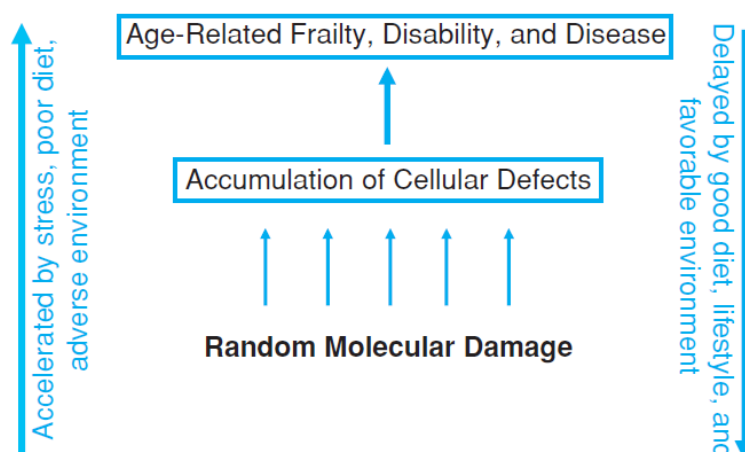 Age-Related Frailty, Disability, and Disease
Accumulation of Cellular Defects
Random Molecular Damage
Accelerated by stress, poor diet,
adverse environment
Delayed by good diet, lifestyle, and
favorable environment